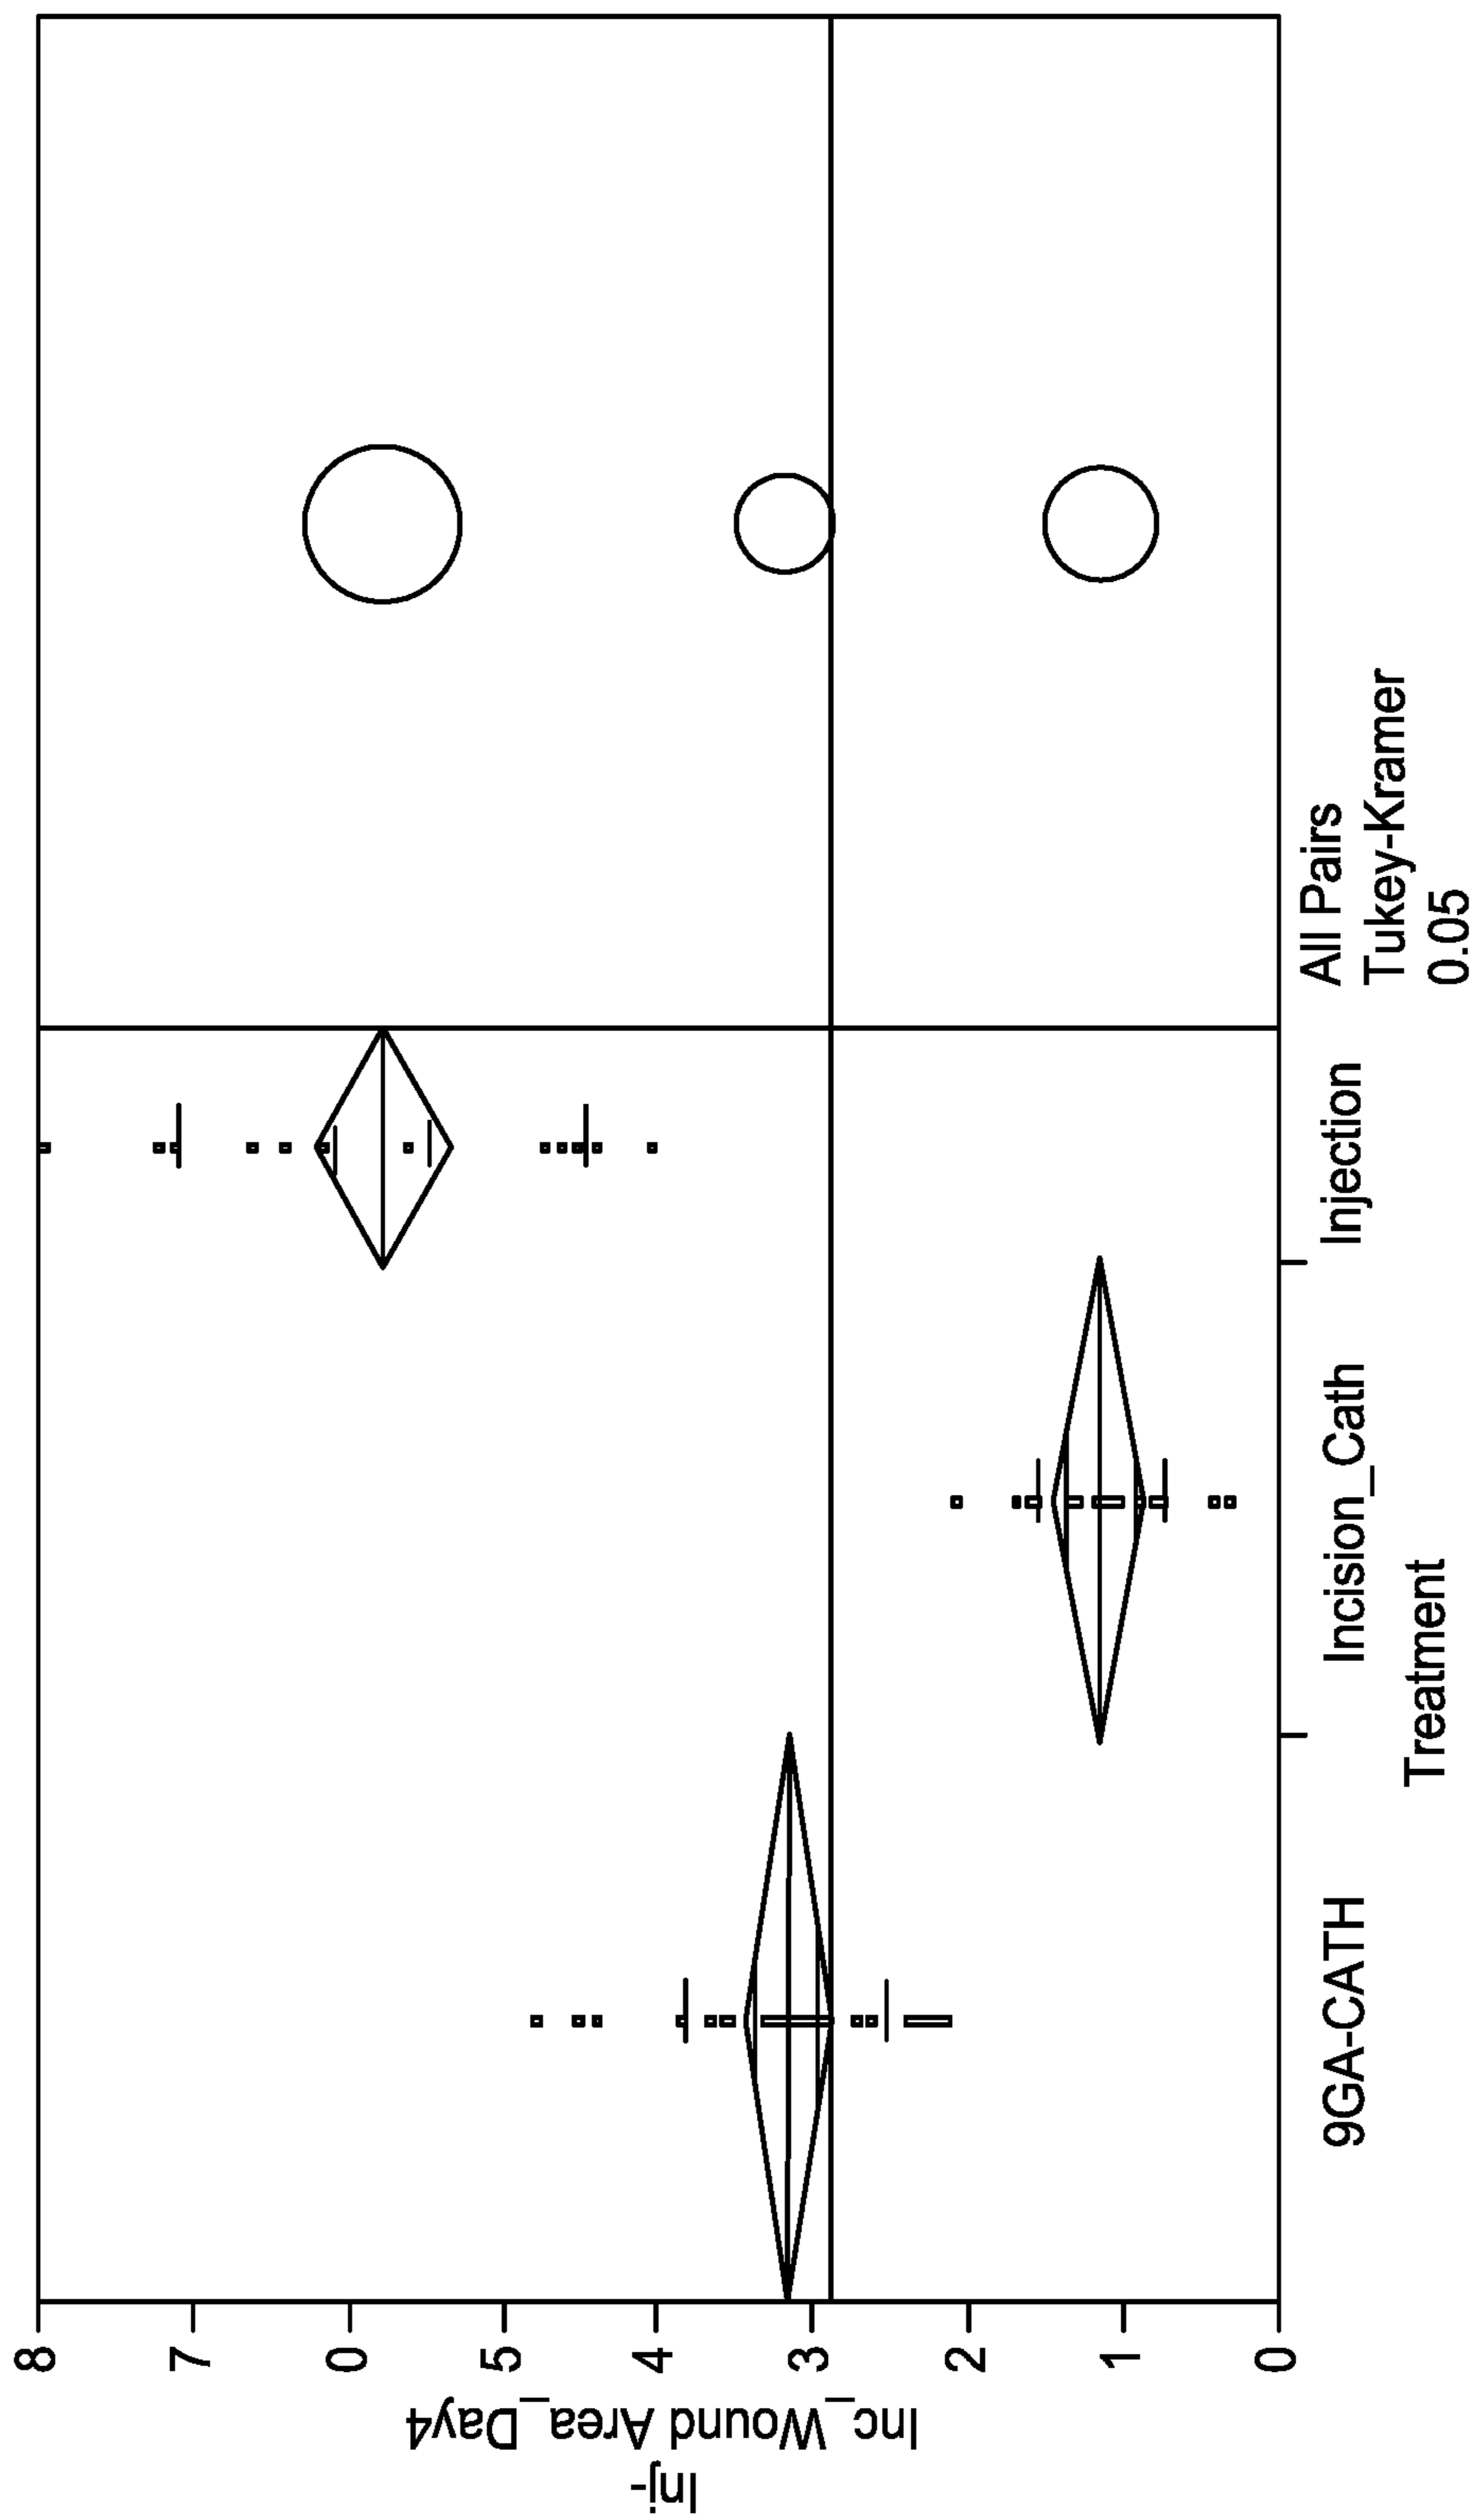 Inj-
Inc_Wound Area_Day4
8
7
0
5
4
3
2
1
0
9GA-CATH
Incision_Cath
Injection
Treatment
All Pairs
Tukey-Kramer
0.05